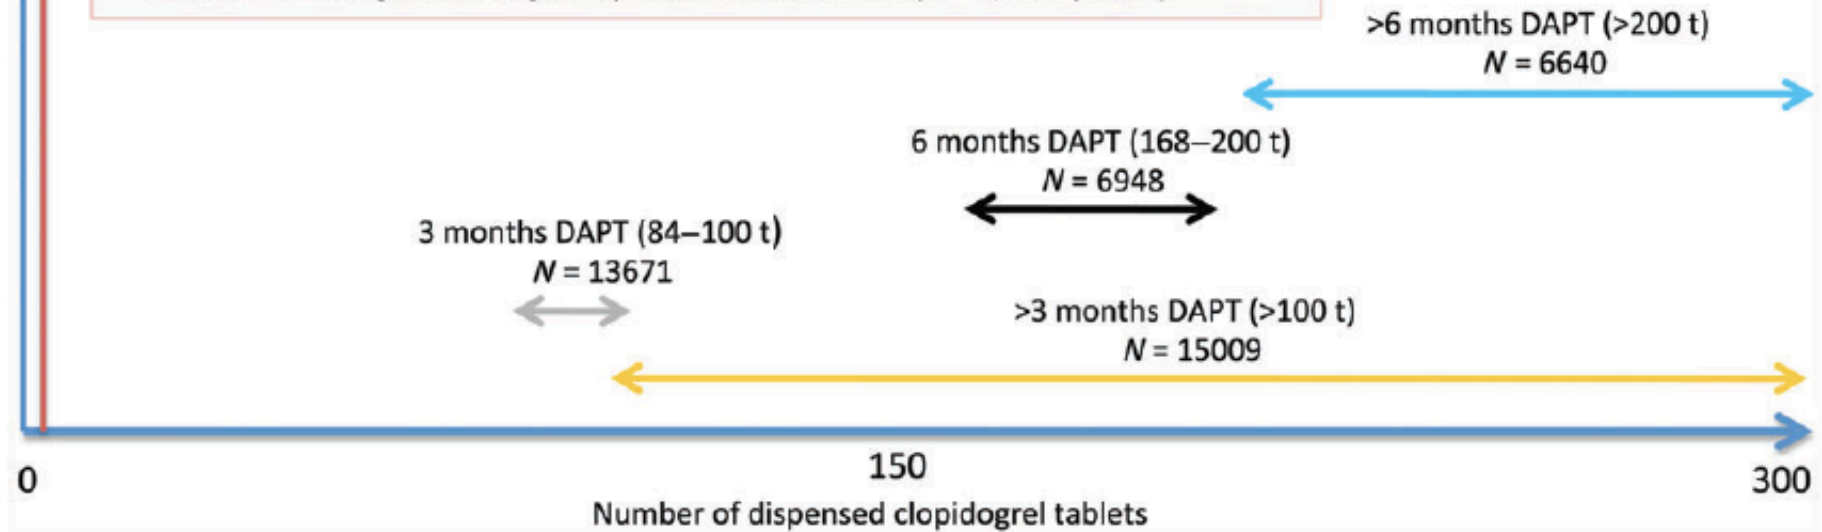 >6 months DAPT (>200 t)
N = 6640
6 months DAPT (168–200 t)
N = 6948
3 months DAPT (84–100 t)
N = 13671
>3 months DAPT (>100 t)
N = 15009
0
150
300
Number of dispensed clopidogrel tablets